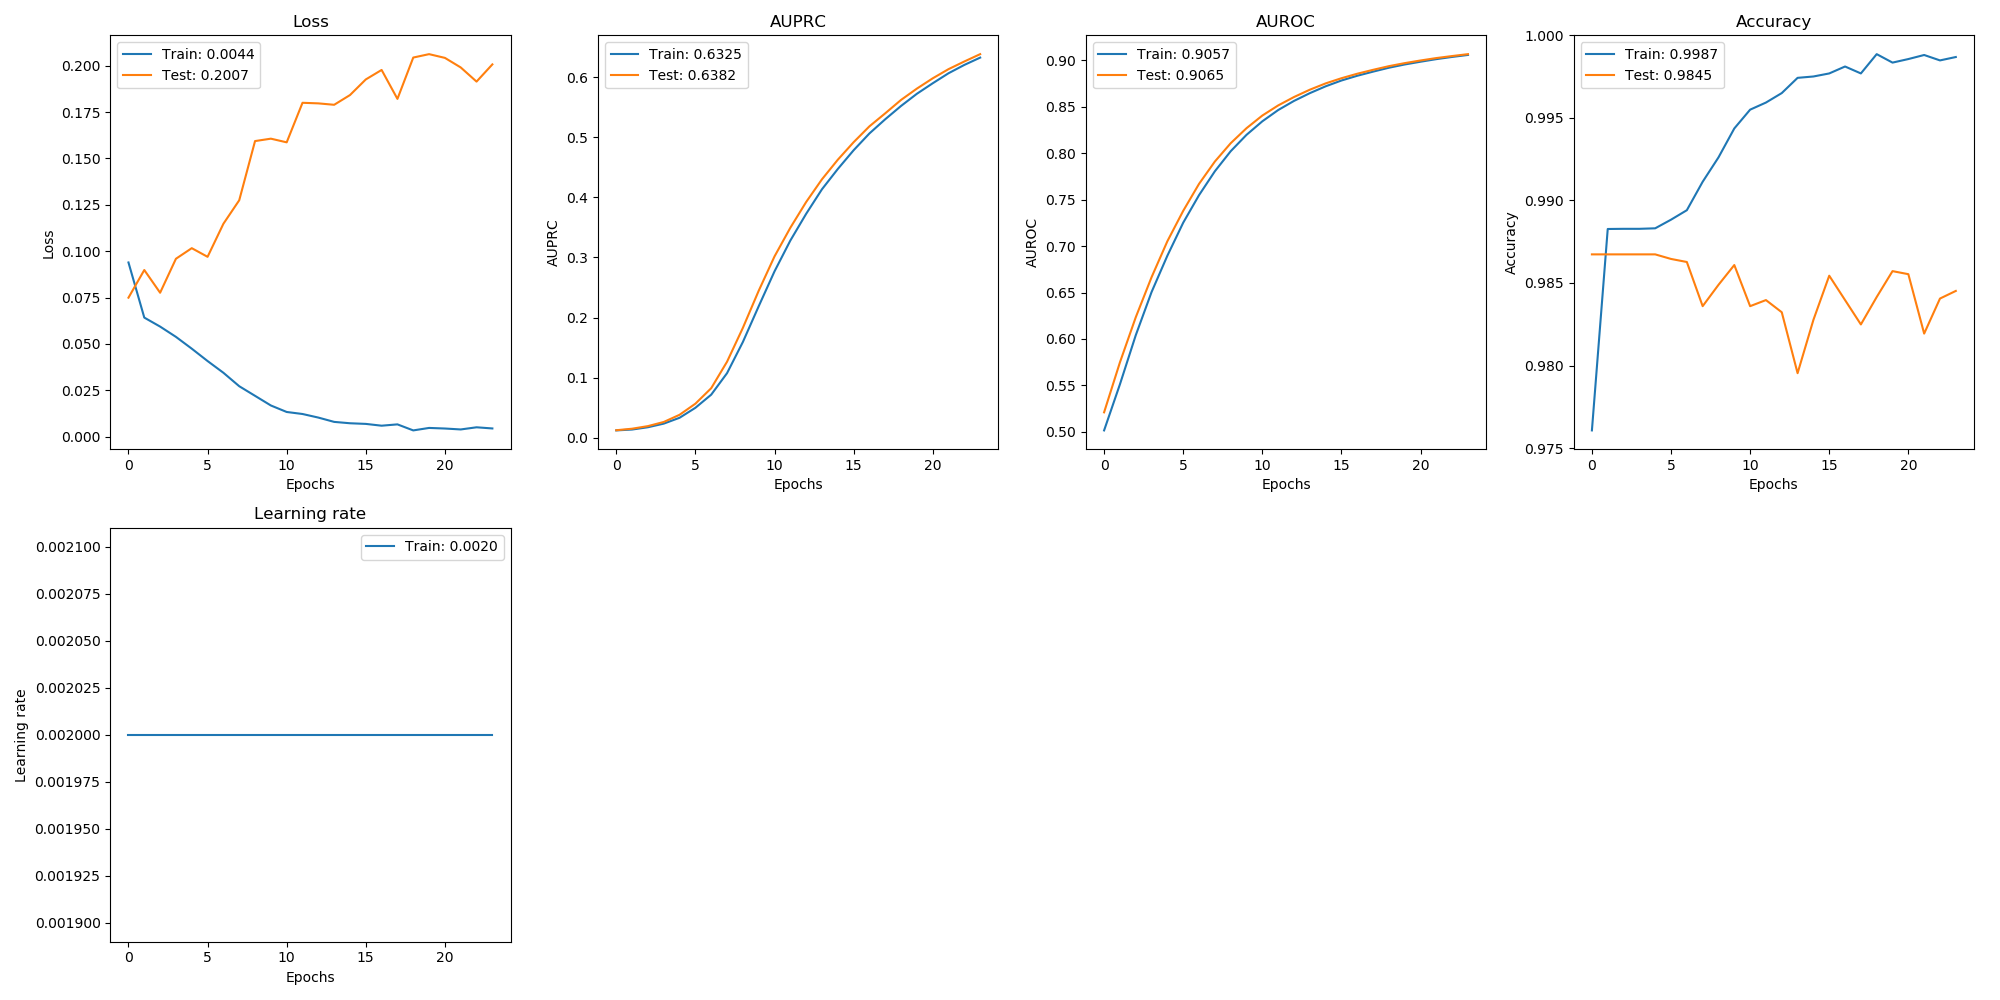 Loss
Train: 0.0044
Test: 0.2007
0.200
0.175
0.150
0.125
0.100
0.075
0.050
0.025
0.000
Loss
0 5 10 15 20
Epochs
AUPRC
Train: 0.6325
Test: 0.6382
0.6
0.5
0.4
0.3
0.2
0.1
0.0
AUPRC
0 5 10 15 20
Epochs
AUROC
Train: 0.9057
Test: 0.9065
0.90
0.85
0.80
0.75
0.70
0.65
0.60
0.55
0.50
AUROC
0 5 10 15 20
Epochs
Accuracy
Train: 0.9987
Test: 0.9845
1.000
0.995
0.990
0.985
0.980
0.975
Accuracy
0 5 10 15 20
Epochs
Learning rate
Train: 0.0020
0.002100
0.002075
0.002050
0.002025
0.002000
0.001975
0.001950
0.001925
0.001900
Learning rate
0 5 10 15 20
Epochs